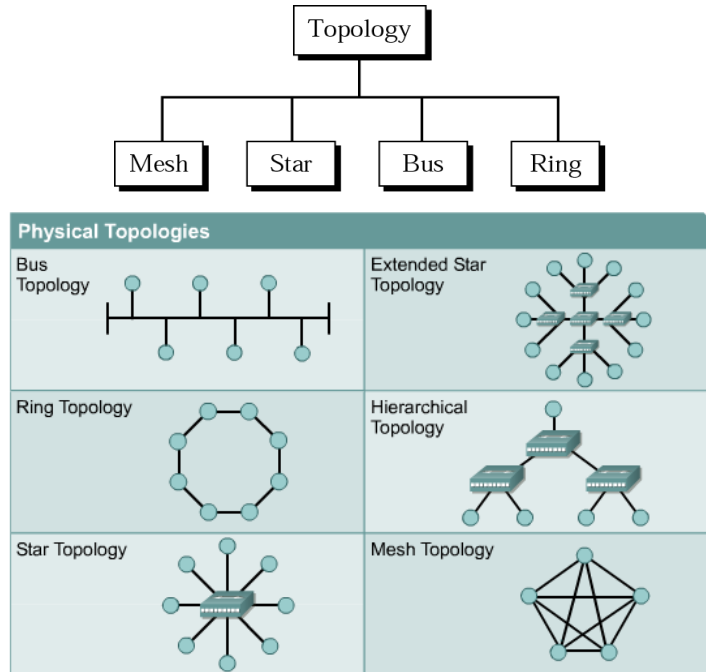 Topology
Mesh
Star
Bus
Ring
Physical Topologies
Bus
Topology
Extended Star
Topology
Ring Topology
Hierarchical
Topology
Star Topology
Mesh Topology